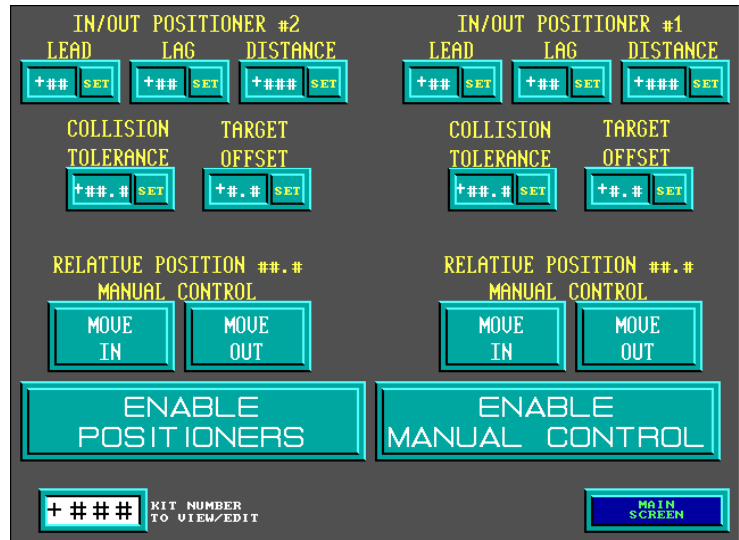 IN/OUT POSITIONER #2
LEAD LAG DISTANCE
+## SET +## SET +### SET
COLLISION TARGET
TOLERANCE OFFSET
+##.# SET +#.# SET
RELATIVE POSITION ##.#
MANUAL CONTROL
MOVE MOVE
IN OUT
IN/OUT POSITIONER #1
LEAD LAG DISTANCE
+## SET +## SET +### SET
COLLISION TARGET
TOLERANCE OFFSET
+##.# SET +#.# SET
RELATIVE POSITION ##.#
MANUAL CONTROL
MOVE MOVE
IN OUT
ENABLE
POSITIONERS
ENABLE
MANUAL CONTROL
+###
KIT NUMBER
TO VIEW/EDIT
MAIN
SCREEN